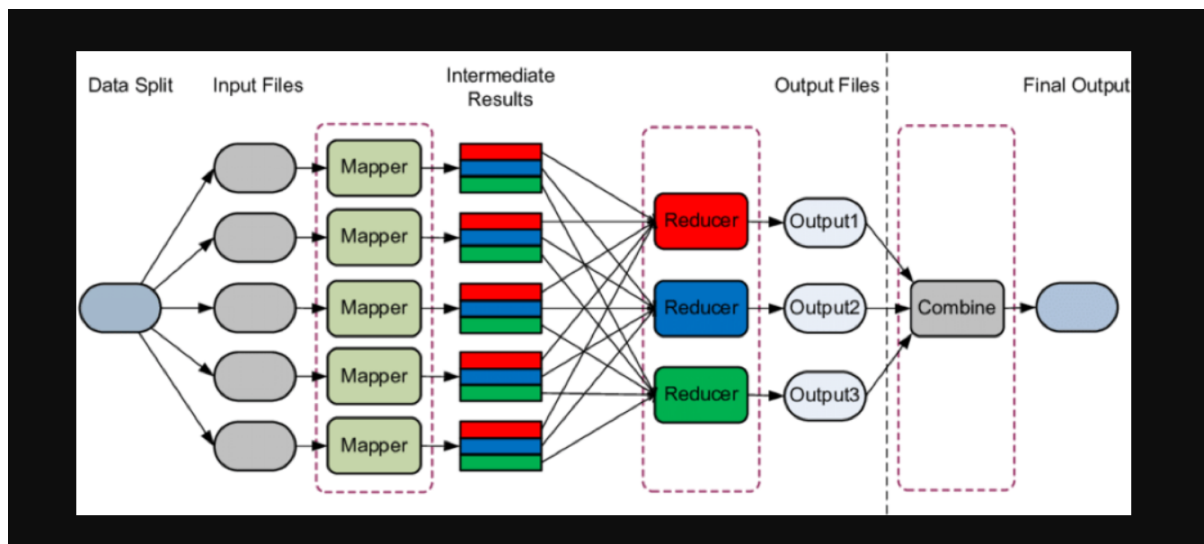 Data Split
Input Files
Intermediate
Results
Output Files
Final Output
Mapper
Mapper
Mapper
Mapper
Mapper
Reducer
Reducer
Reducer
Output1
Output2
Output3
Combine